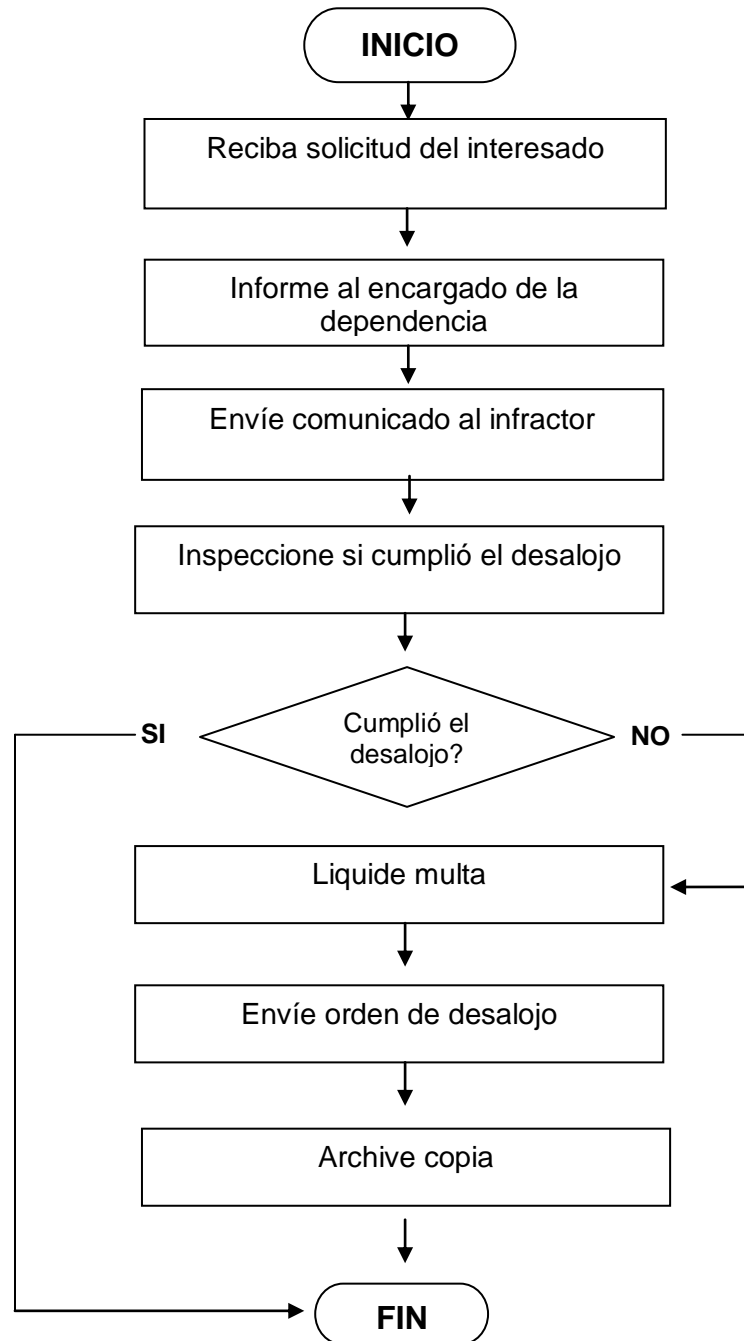 INICIO
Reciba solicitud del interesado
Informe al encargado de la
dependencia
Envíe comunicado al infractor
Inspeccione si cumplió el desalojo
SI
Cumplió el
desalojo?
NO
Liquide multa
Envíe orden de desalojo
Archive copia
FIN